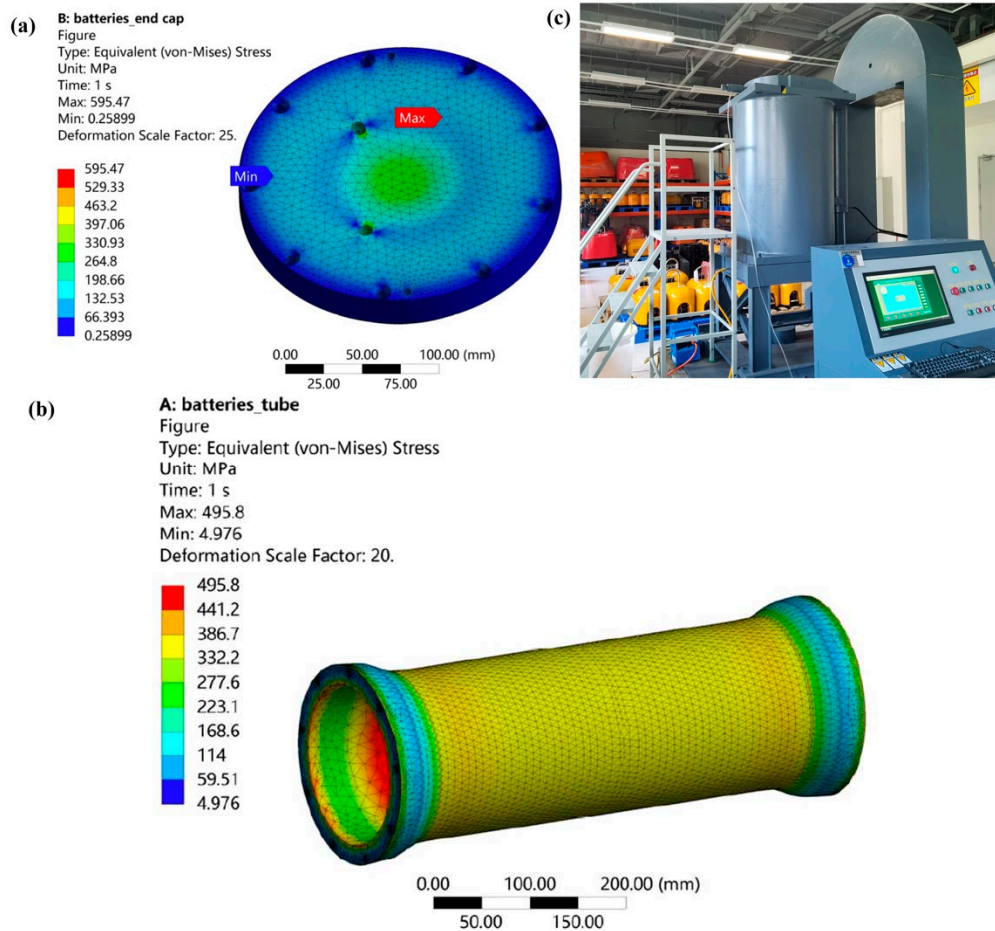 (a)
B: batteries_end cap
Figure
Type: Equivalent (von-Mises) Stress
Unit: MPa
Time: 1 s
Max: 595.47
Min: 0.25899
Deformation Scale Factor: 25.
595.47
529.33
463.2
397.06
330.93
264.8
198.66
132.53
66.393
0.25899
Max
Min
0.00 50.00 100.00 (mm)
25.00 75.00
(c)
(b)
A: batteries_tube
Figure
Type: Equivalent (von-Mises) Stress
Unit: MPa
Time: 1 s
Max: 495.8
Min: 4.976
Deformation Scale Factor: 20.
495.8
441.2
386.7
332.2
277.6
223.1
168.6
114
59.51
4.976
0.00 100.00 200.00 (mm)
50.00 150.00